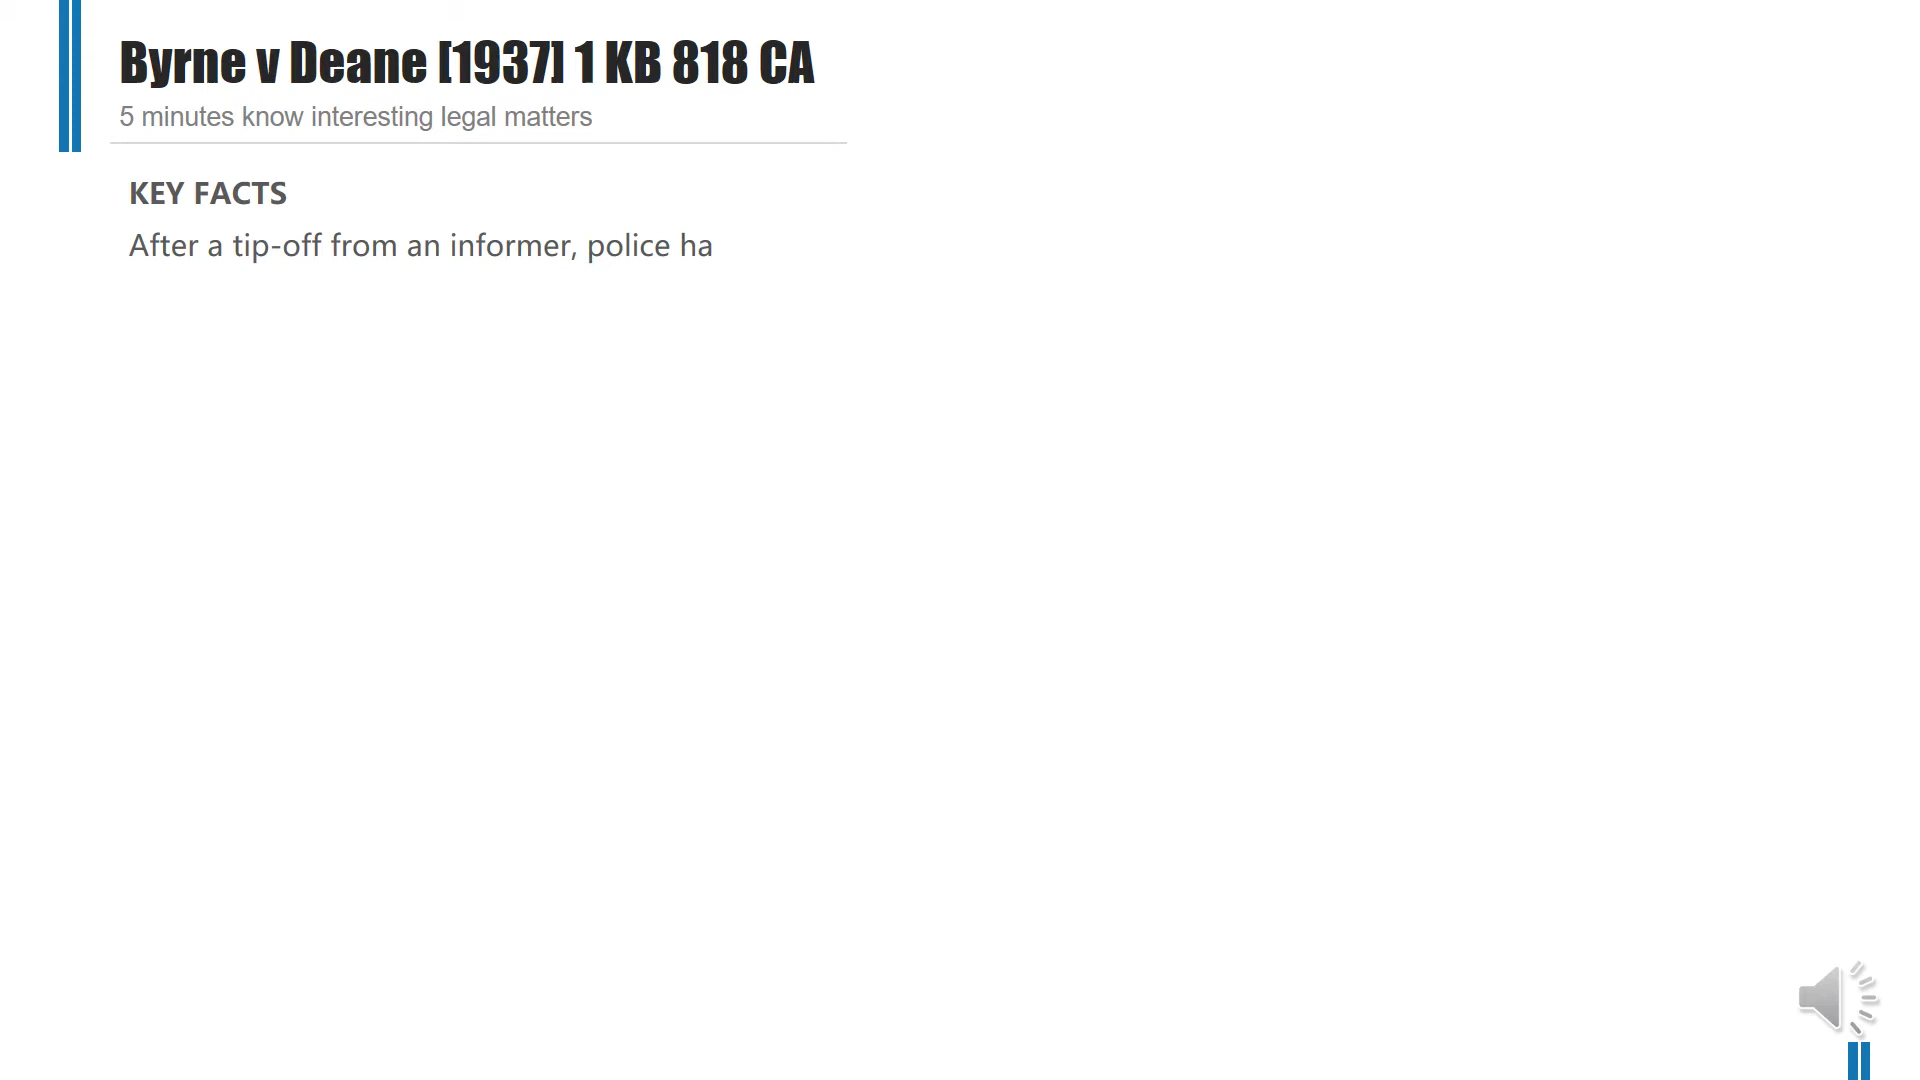 Byrne v Deane [1937] 1 KB 818 CA
5 minutes know interesting legal matters
KEY FACTS
After a tip-off from an informer, police ha